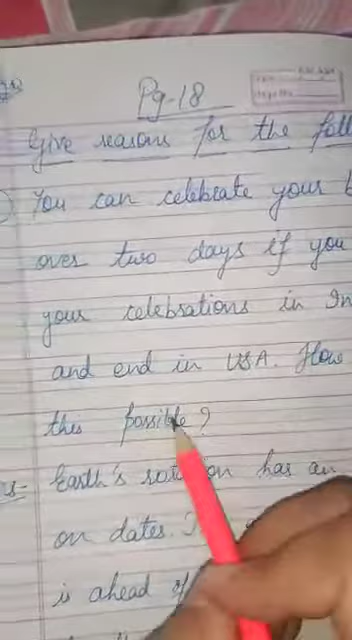 Pg-18
Give reasons for the foll
You can celebrate your b
over two days if you
your celebrations in In
and end in USA. How
this possible?
Earth's rotation has an
on dates.
is ahead of